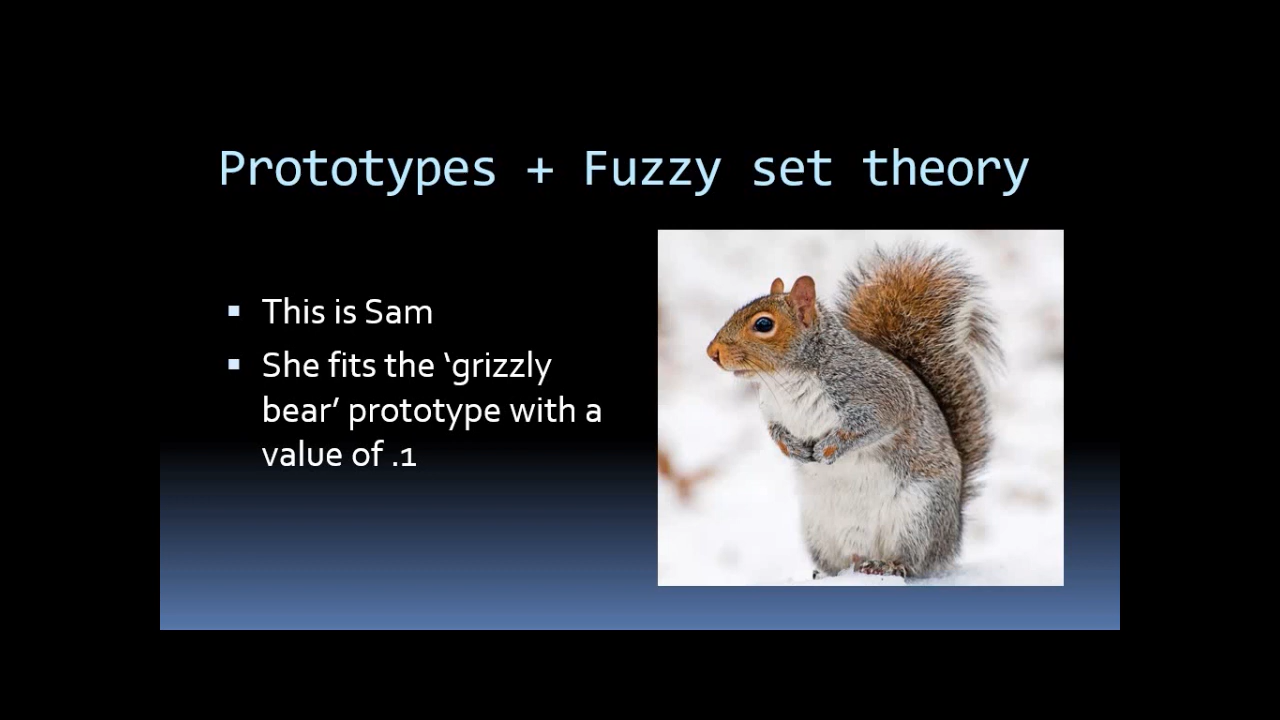 Prototypes + Fuzzy set theory
▪ This is Sam
▪ She fits the ‘grizzly
bear’ prototype with a
value of .1